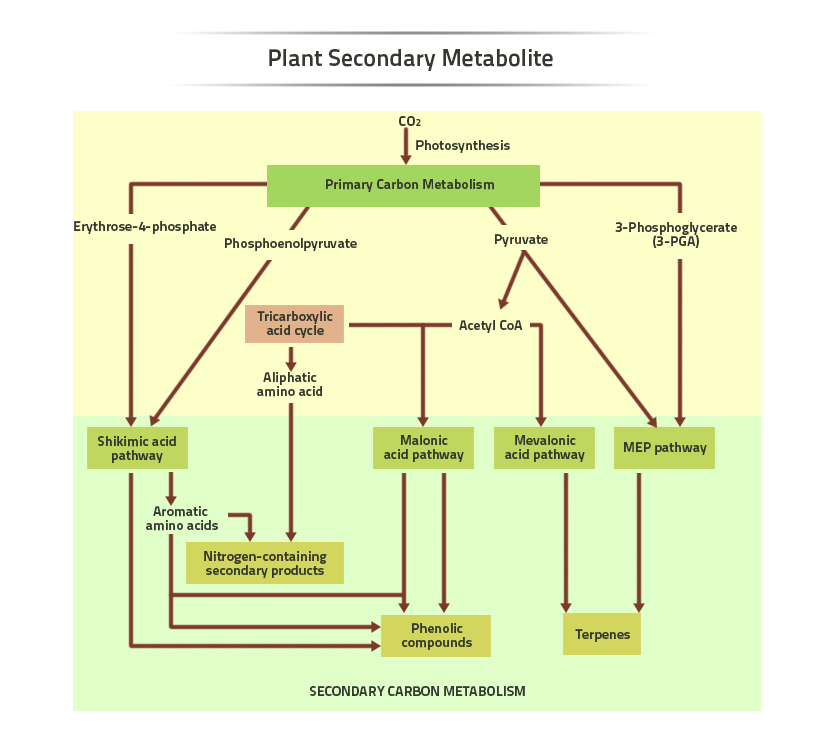 Plant Secondary Metabolite
CO₂
Photosynthesis
Primary Carbon Metabolism
Erythrose-4-phosphate
Phosphoenolpyruvate
Pyruvate
3-Phosphoglycerate
(3-PGA)
Tricarboxylic
acid cycle
Acetyl CoA
Aliphatic
amino acid
Shikimic acid
pathway
Malonic
acid pathway
Mevalonic
acid pathway
MEP pathway
Aromatic
amino acids
Nitrogen-containing
secondary products
Phenolic
compounds
Terpenes
SECONDARY CARBON METABOLISM